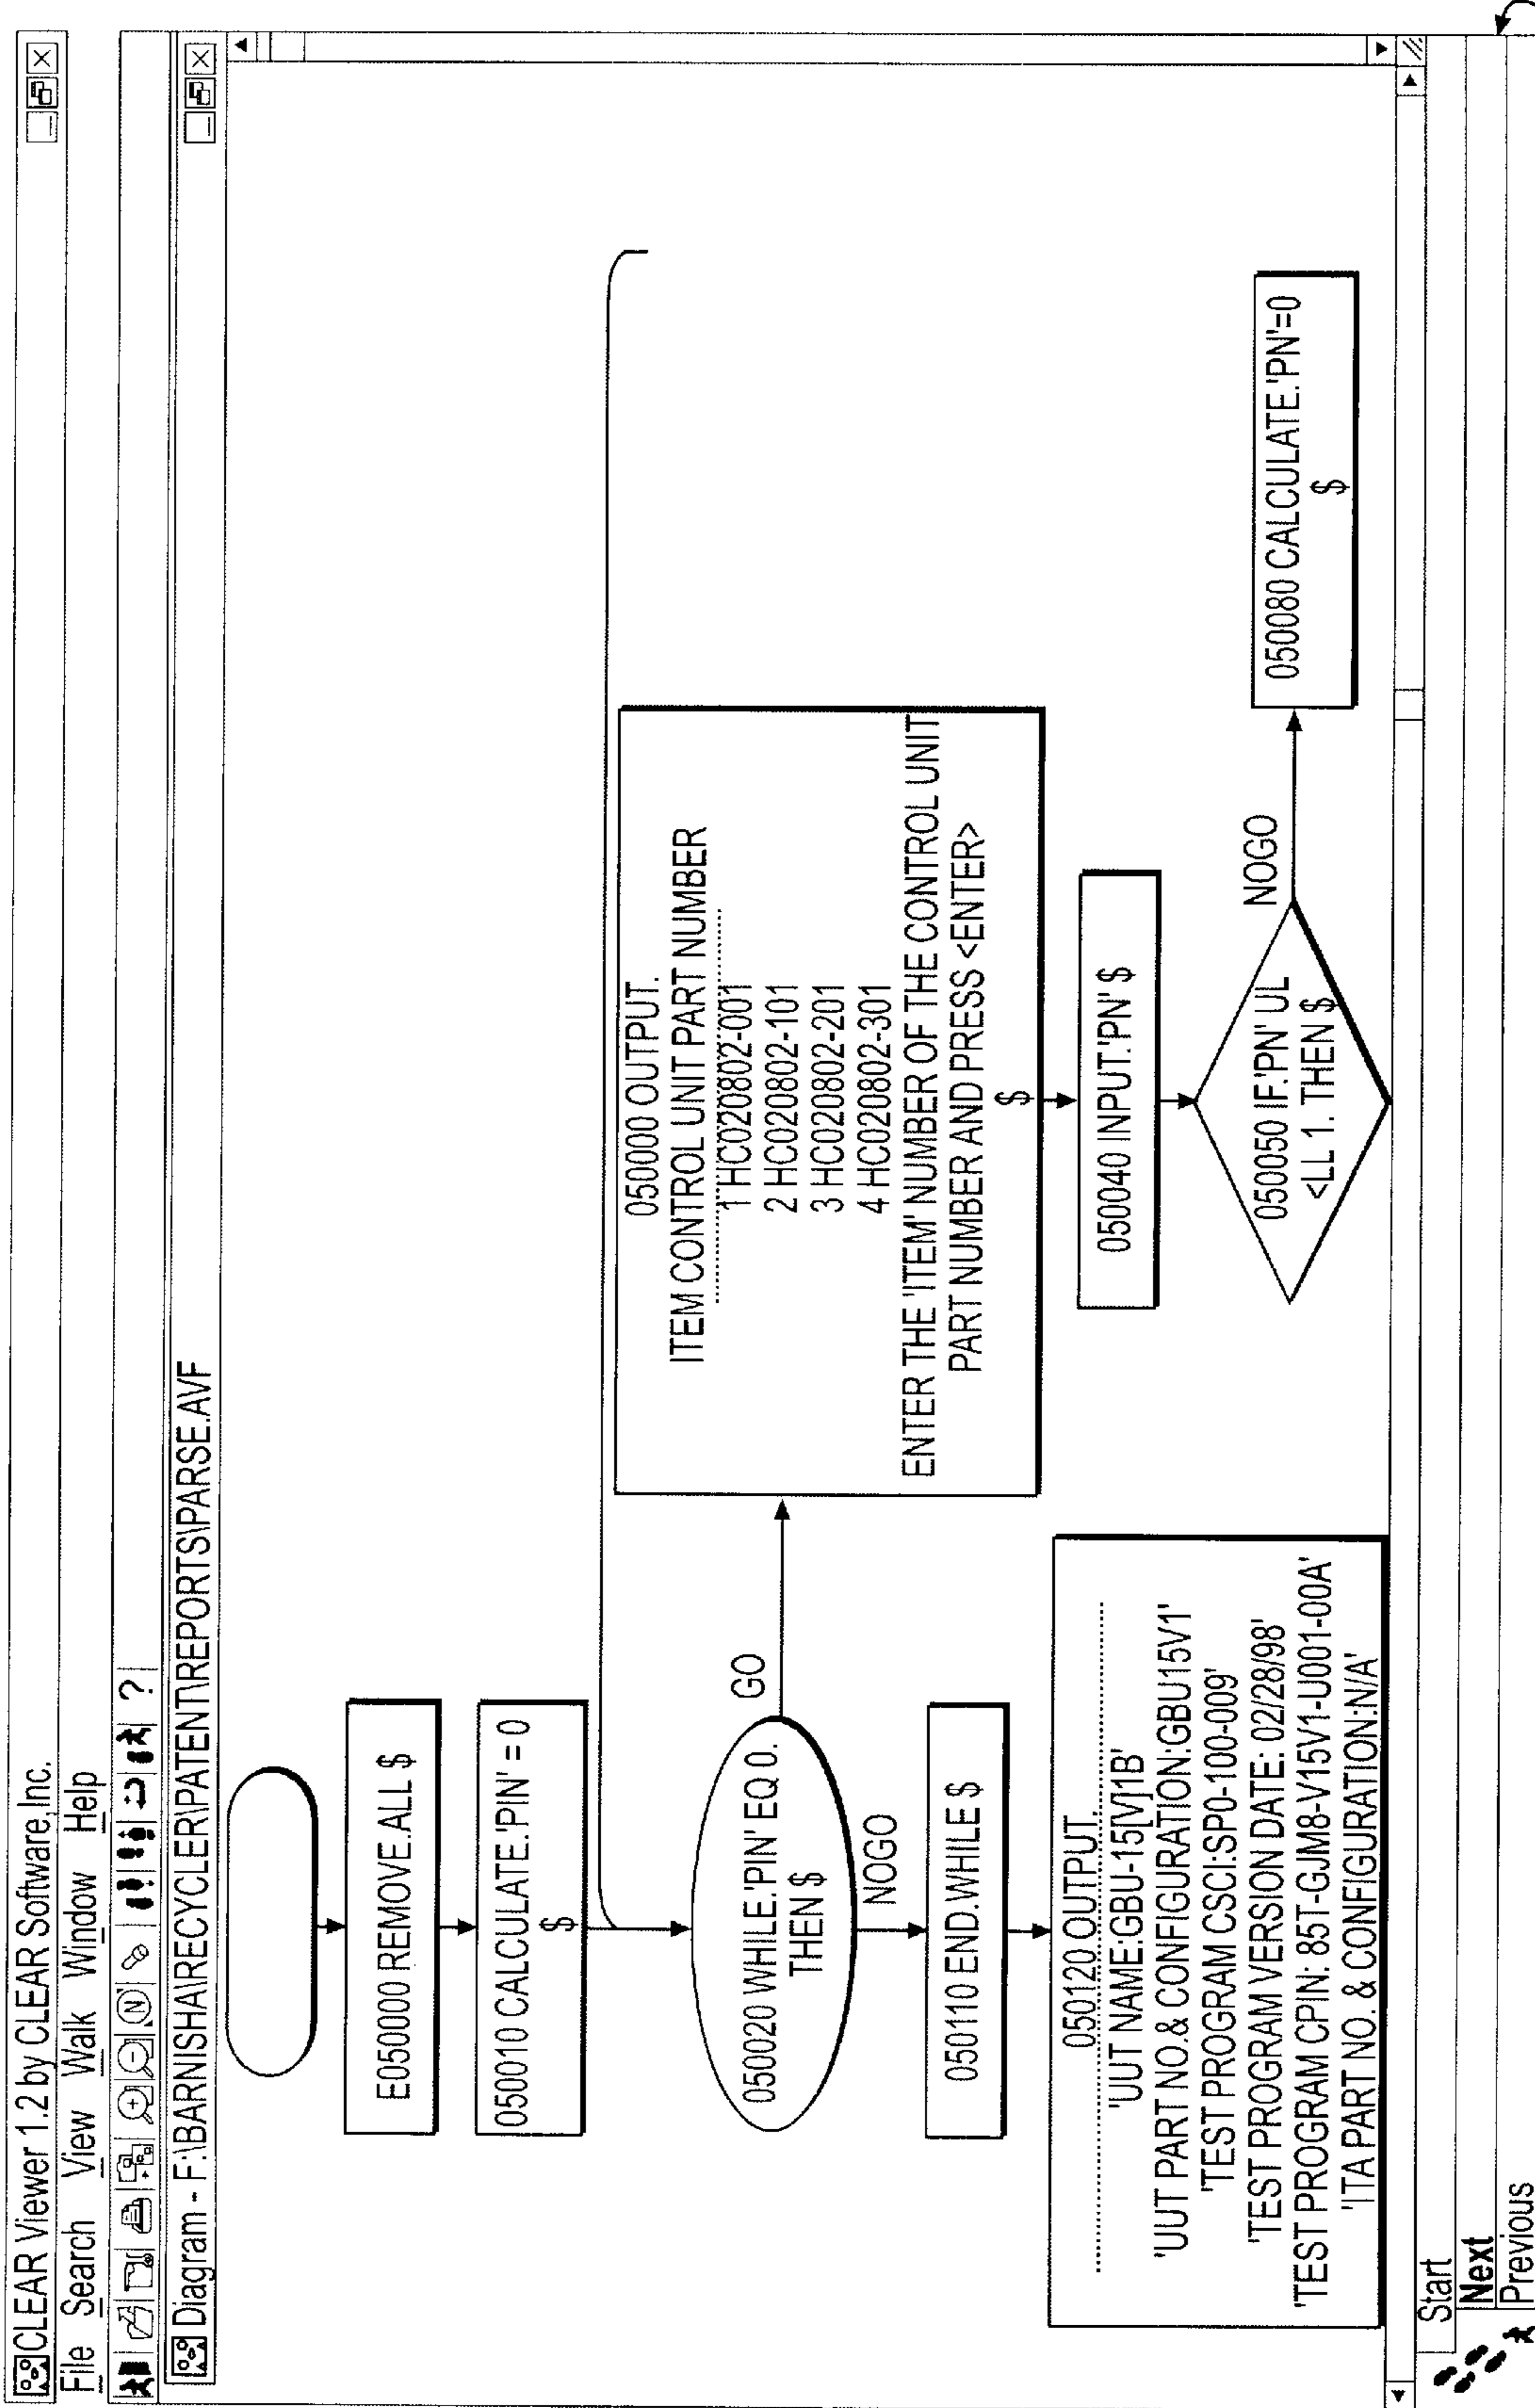 CLEAR Viewer 1.2 by CLEAR Software,Inc.
File Search View Walk Window Help
N ?
Diagram - F:\BARNISHA\RECYCLER\PATENT\REPORTS\PARSE.AVF
E050000 REMOVE.ALL $
050010 CALCULATE.'PIN' = 0
$
050020 WHILE.'PIN' EQ 0.
THEN $
GO
NOGO
050000 OUTPUT.
ITEM CONTROL UNIT PART NUMBER
1 HC020802-001
2 HC020802-101
3 HC020802-201
4 HC020802-301
ENTER THE 'ITEM' NUMBER OF THE CONTROL UNIT
PART NUMBER AND PRESS <ENTER>
$
050110 END.WHILE $
050040 INPUT.'PN' $
050120 OUTPUT.
'UUT NAME:GBU-15[V]1B'
'UUT PART NO.& CONFIGURATION:GBU15V1'
'TEST PROGRAM CSCI:SP0-100-009'
'TEST PROGRAM VERSION DATE: 02/28/98'
'TEST PROGRAM CPIN: 85T-GJM8-V15V1-U001-00A'
'ITA PART NO. & CONFIGURATION:N/A'
050050 IF.'PN' UL
<LL 1. THEN $
NOGO
050080 CALCULATE.'PN'=0
$
Start
Next
Previous